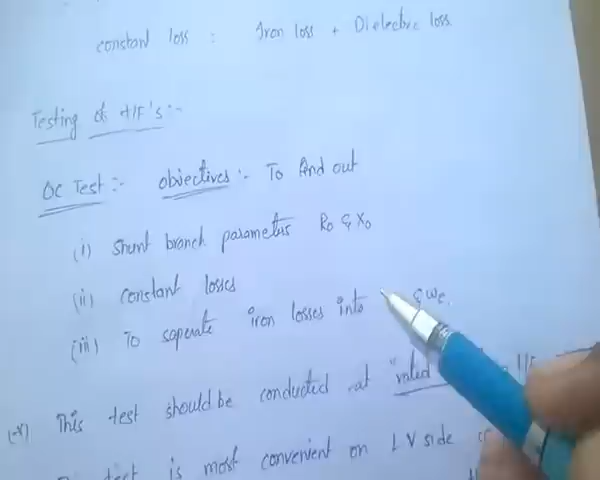 constant loss : Iron loss + Dielectric loss
Testing of T/F's :-
OC Test :- objectives :- To find out
(i) shunt branch parameters R₀ & X₀
(ii) constant losses
(iii) To saperate iron losses into & We.
(*) This test should be conducted at "rated
is most convenient on LV side